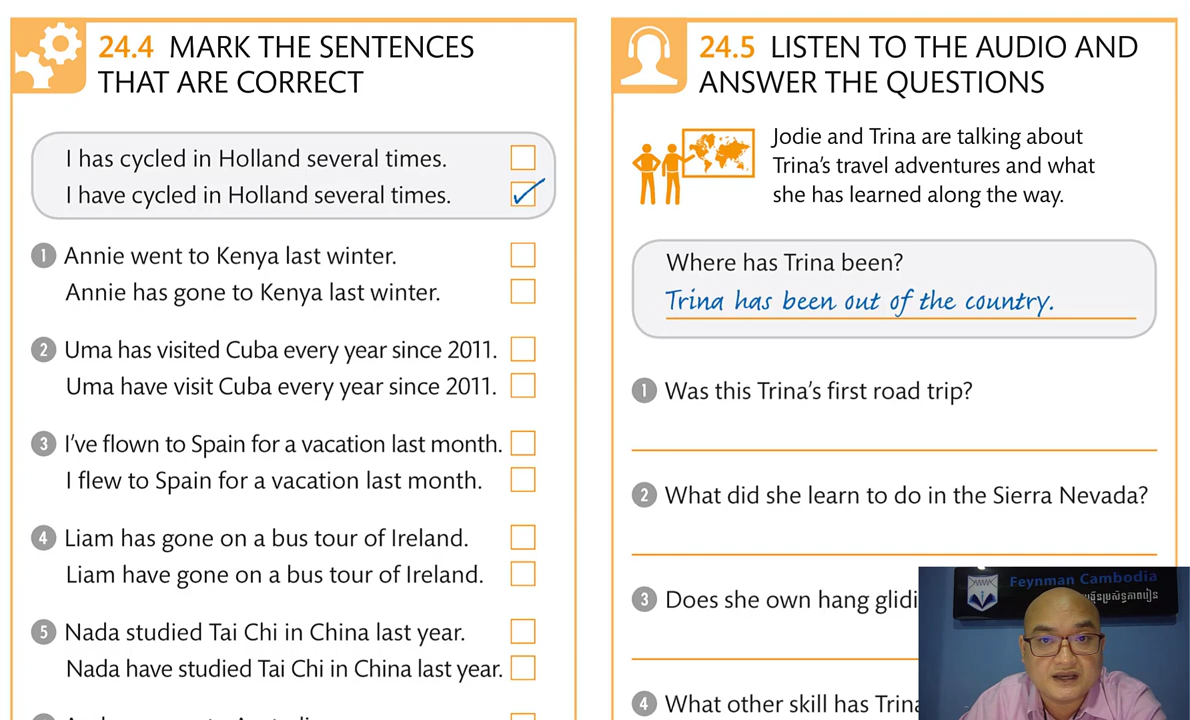 24.4 MARK THE SENTENCES
THAT ARE CORRECT
I has cycled in Holland several times.
I have cycled in Holland several times.
1 Annie went to Kenya last winter.
Annie has gone to Kenya last winter.
2 Uma has visited Cuba every year since 2011.
Uma have visit Cuba every year since 2011.
3 I've flown to Spain for a vacation last month.
I flew to Spain for a vacation last month.
4 Liam has gone on a bus tour of Ireland.
Liam have gone on a bus tour of Ireland.
5 Nada studied Tai Chi in China last year.
Nada have studied Tai Chi in China last year.
24.5 LISTEN TO THE AUDIO AND
ANSWER THE QUESTIONS
Jodie and Trina are talking about
Trina's travel adventures and what
she has learned along the way.
Where has Trina been?
Trina has been out of the country.
1 Was this Trina's first road trip?
2 What did she learn to do in the Sierra Nevada?
3 Does she own hang glidi
4 What other skill has Trina
Feynman Cambodia